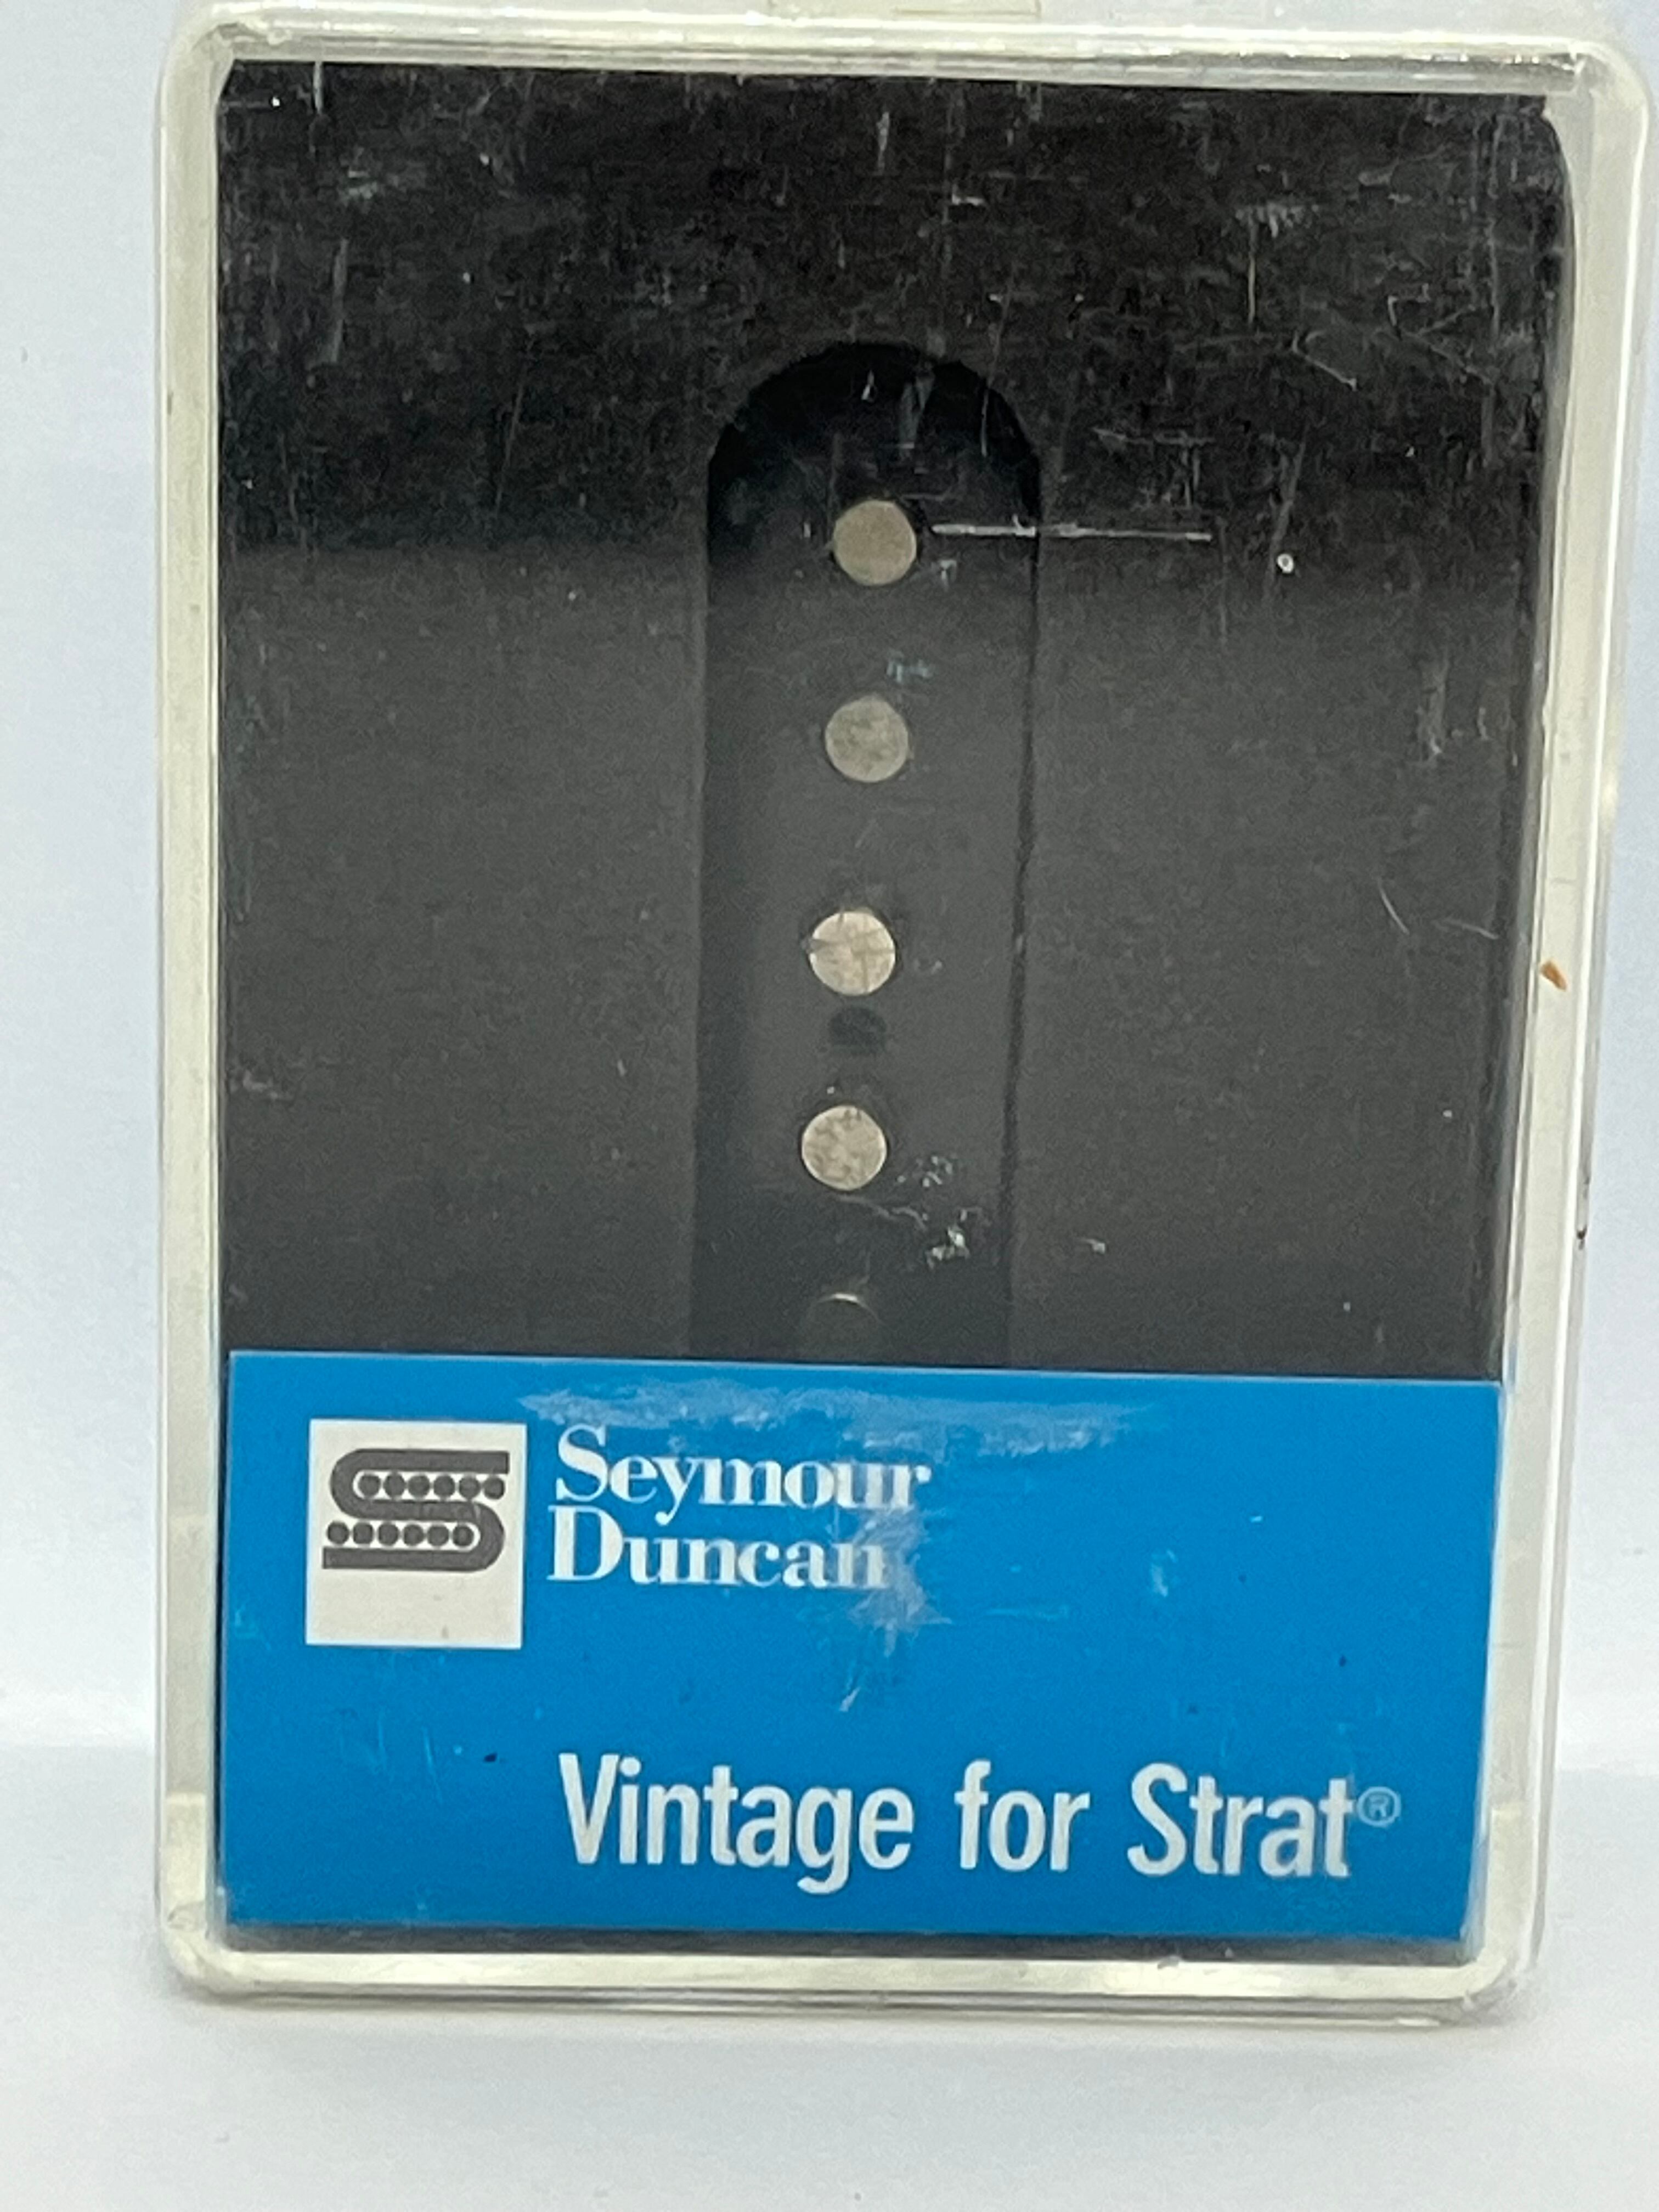 Seymour
Duncan
Vintage for Strat®